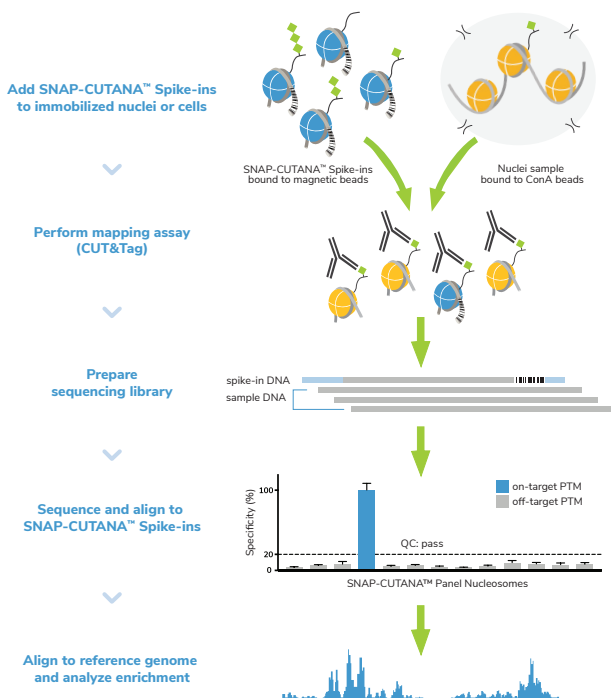 Add SNAP-CUTANA™ Spike-ins
to immobilized nuclei or cells
SNAP-CUTANA™ Spike-ins
bound to magnetic beads
Nuclei sample
bound to ConA beads
Perform mapping assay
(CUT&Tag)
Prepare
sequencing library
spike-in DNA
sample DNA
Sequence and align to
SNAP-CUTANA™ Spike-ins
Specificity (%)
100
20
0
on-target PTM
off-target PTM
QC: pass
SNAP-CUTANA™ Panel Nucleosomes
Align to reference genome
and analyze enrichment